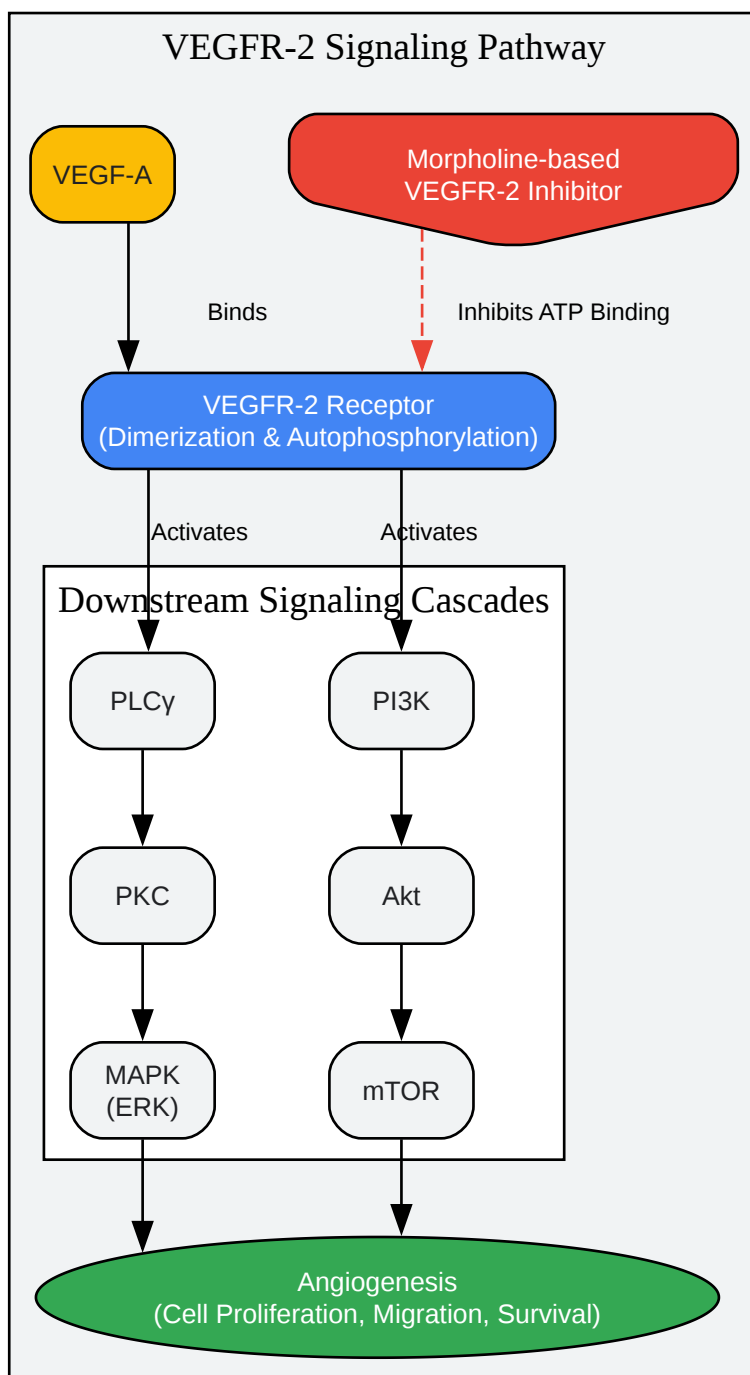 VEGFR-2 Signaling Pathway
VEGF-A
Morpholine-based
VEGFR-2 Inhibitor
Binds
Inhibits ATP Binding
VEGFR-2 Receptor
(Dimerization & Autophosphorylation)
Activates
Activates
Downstream Signaling Cascades
PLCγ
PI3K
PKC
Akt
MAPK
(ERK)
mTOR
Angiogenesis
(Cell Proliferation, Migration, Survival)